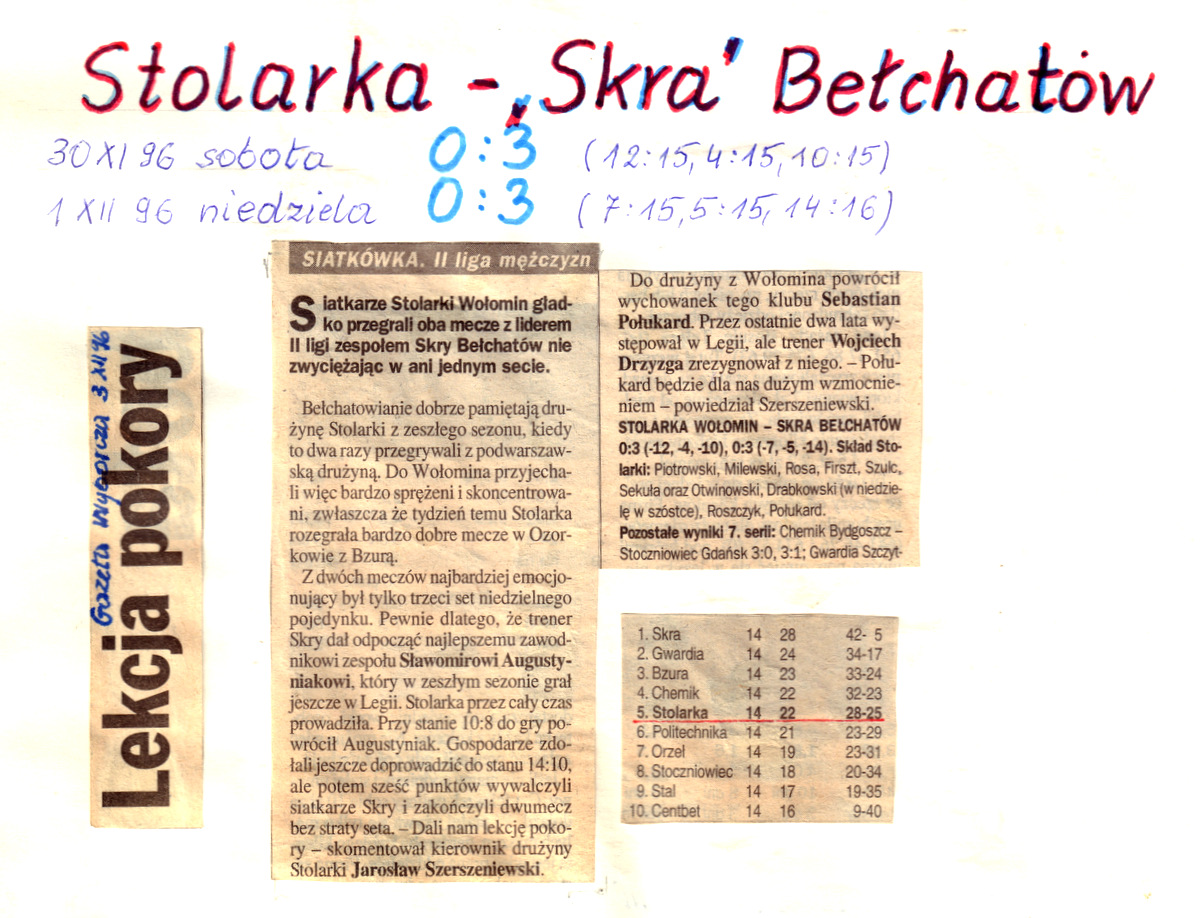 Stolarka - „Skra" Bełchatów
30 XI 96 sobota 0:3 (12:15, 4:15, 10:15)
1 XII 96 niedziela 0:3 (7:15, 5:15, 14:16)
Gazeta Wyborcza 3 XII 96
Lekcja pokory
SIATKÓWKA. II liga mężczyzn
Siatkarze Stolarki Wołomin glad-
ko przegrali oba mecze z liderem
II ligi zespołem Skry Bełchatów nie
zwyciężając w ani jednym secie.
Bełchatowianie dobrze pamiętają dru-
żynę Stolarki z zeszłego sezonu, kiedy
to dwa razy przegrywali z podwarszaw-
ską drużyną. Do Wołomina przyjecha-
li więc bardzo sprężeni i skoncentrowa-
ni, zwłaszcza że tydzień temu Stolarka
rozegrała bardzo dobre mecze w Ozor-
kowie z Bzurą.
Z dwóch meczów najbardziej emocjo-
nujący był tylko trzeci set niedzielnego
pojedynku. Pewnie dlatego, że trener
Skry dał odpocząć najlepszemu zawod-
nikowi zespołu Sławomirowi Augusty-
niakowi, który w zeszłym sezonie grał
jeszcze w Legii. Stolarka przez cały czas
prowadziła. Przy stanie 10:8 do gry po-
wrócił Augustyniak. Gospodarze zdo-
łali jeszcze doprowadzić do stanu 14:10,
ale potem sześć punktów wywalczyli
siatkarze Skry i zakończyli dwumecz
bez straty seta. – Dali nam lekcję poko-
ry – skomentował kierownik drużyny
Stolarki Jarosław Szerszeniewski.
Do drużyny z Wołomina powrócił
wychowanek tego klubu Sebastian
Połukard. Przez ostatnie dwa lata wy-
stępował w Legii, ale trener Wojciech
Drzyzga zrezygnował z niego. – Połu-
kard będzie dla nas dużym wzmocnie-
niem – powiedział Szerszeniewski.
STOLARKA WOŁOMIN – SKRA BEŁCHATÓW
0:3 (-12, -4, -10), 0:3 (-7, -5, -14). Skład Sto-
larki: Piotrowski, Milewski, Rosa, Firszt, Szulc,
Sekuła oraz Otwinowski, Drabkowski (w niedzie-
lę w szóstce), Roszczyk, Połukard.
Pozostałe wyniki 7. serii: Chemik Bydgoszcz –
Stoczniowiec Gdańsk 3:0, 3:1; Gwardia Szczyt-
1. Skra 14 28 42- 5
2. Gwardia 14 24 34-17
3. Bzura 14 23 33-24
4. Chemik 14 22 32-23
5. Stolarka 14 22 28-25
6. Politechnika 14 21 23-29
7. Orzeł 14 19 23-31
8. Stoczniowiec 14 18 20-34
9. Stal 14 17 19-35
10. Centbet 14 16 9-40